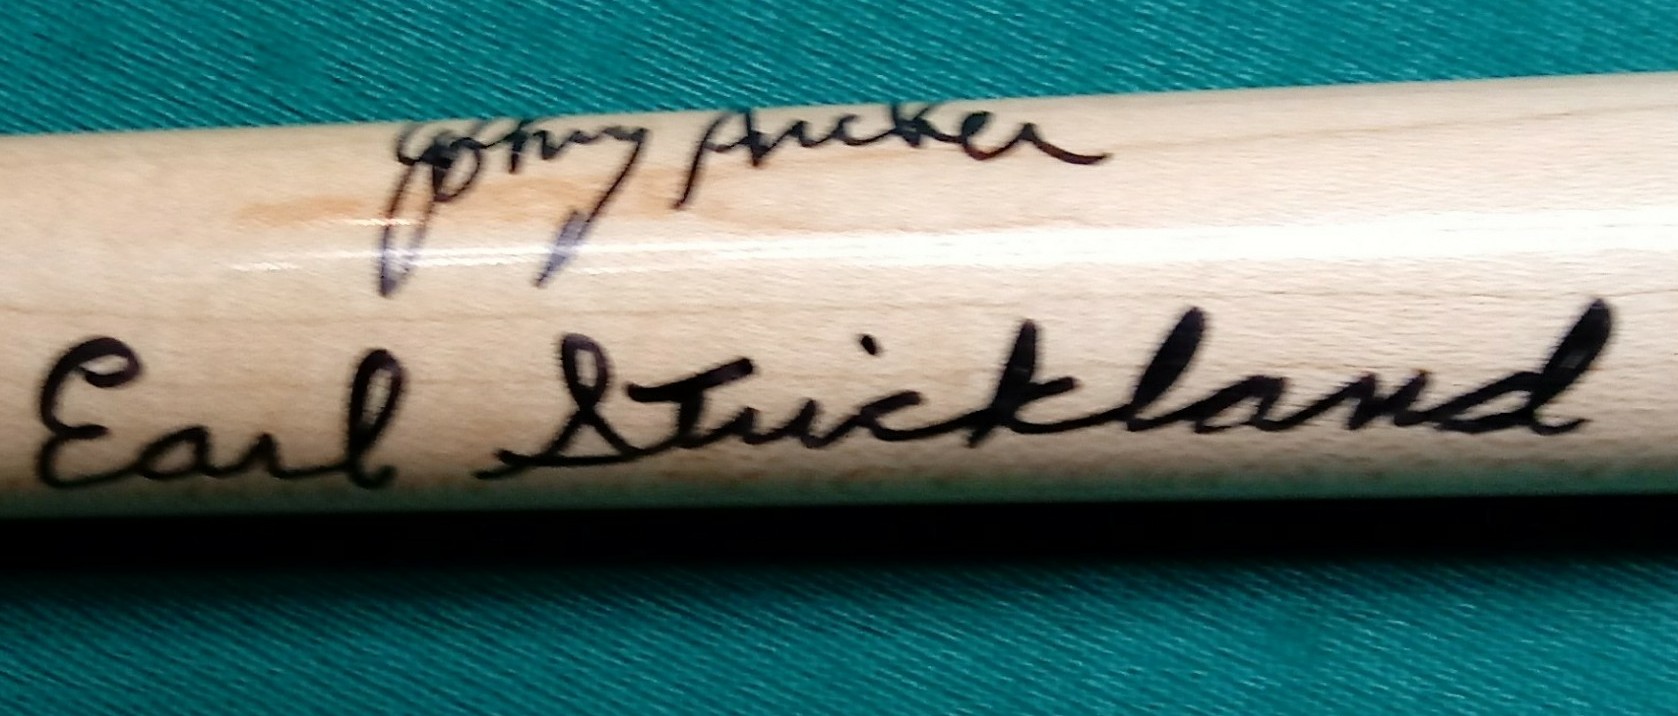 Johnny Archer
Earl Strickland